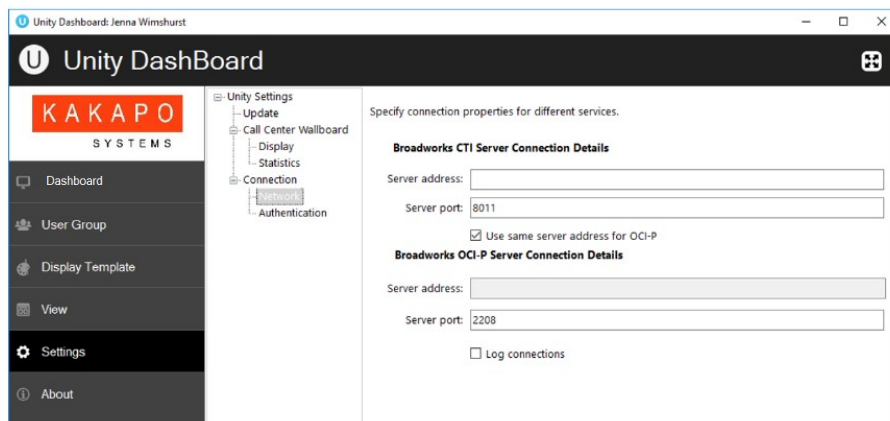 Unity Dashboard: Jenna Wimshurst
U Unity DashBoard
KAKAPO
SYSTEMS
Dashboard
User Group
Display Template
View
Settings
About
Unity Settings
Update
Call Center Wallboard
Display
Statistics
Connection
Network
Authentication
Specify connection properties for different services.
Broadworks CTI Server Connection Details
Server address:
Server port: 8011
Use same server address for OCI-P
Broadworks OCI-P Server Connection Details
Server address:
Server port: 2208
Log connections